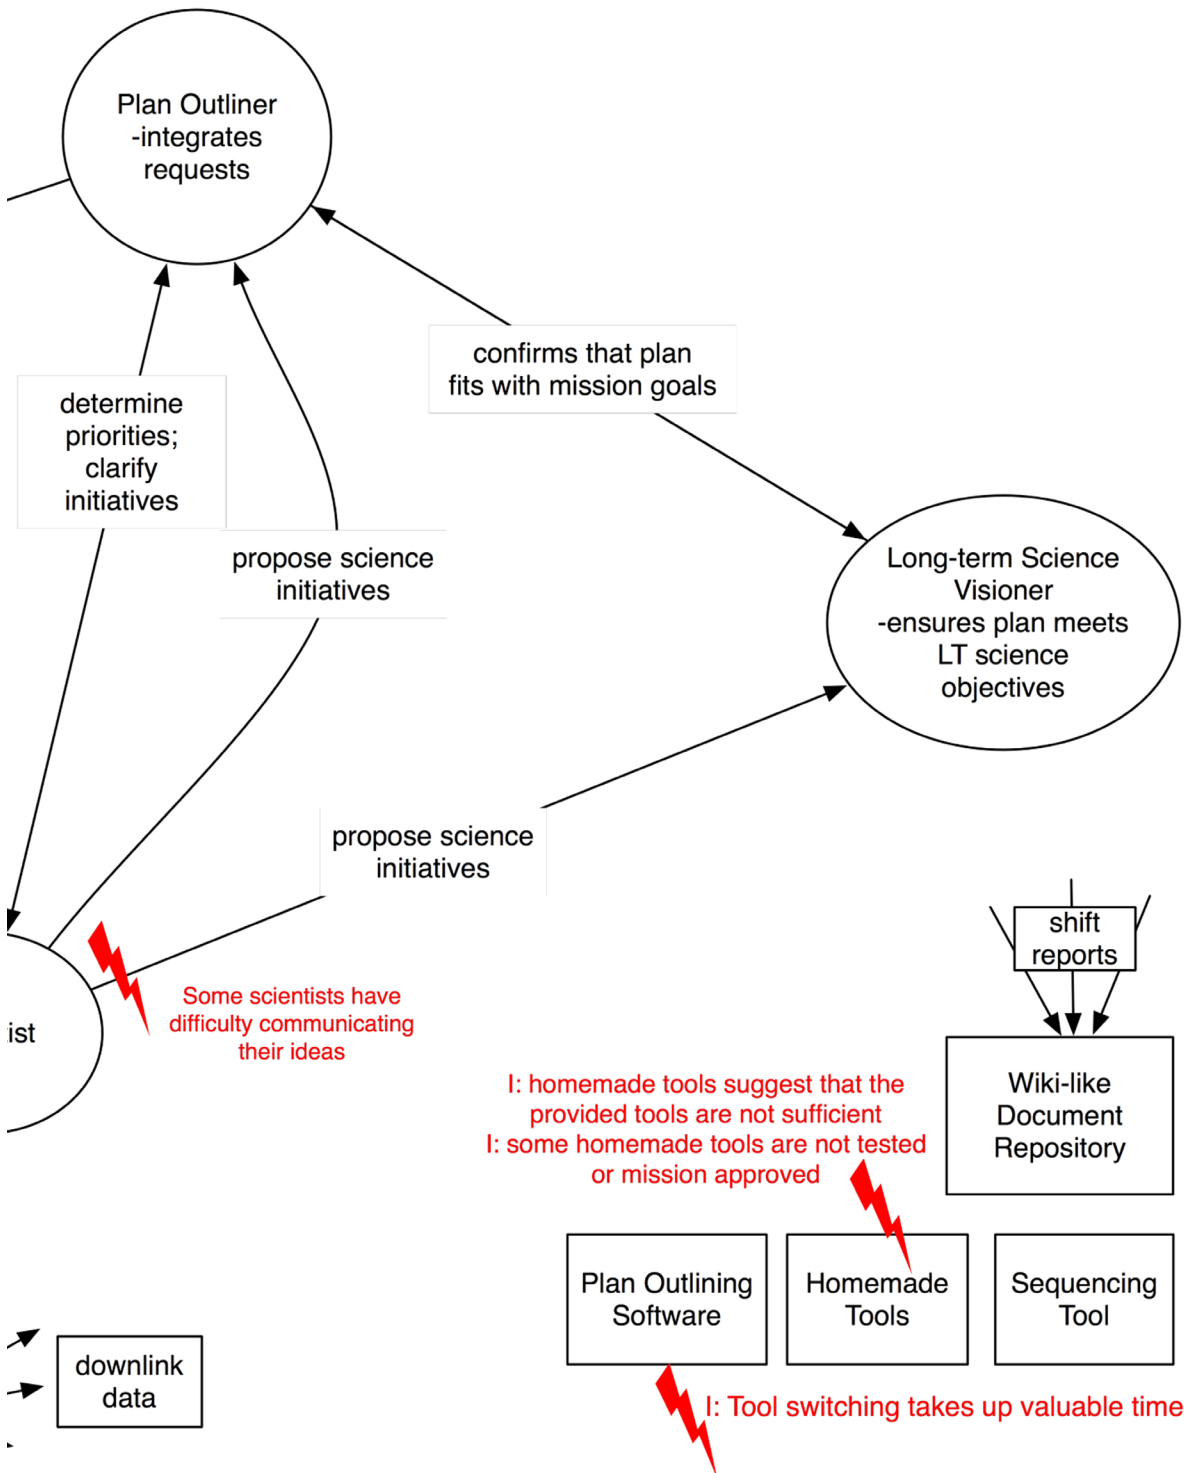 Plan Outliner
-integrates
requests
confirms that plan
fits with mission goals
determine
priorities;
clarify
initiatives
propose science
initiatives
Long-term Science
Visioner
-ensures plan meets
LT science
objectives
propose science
initiatives
shift
reports
Some scientists have
difficulty communicating
their ideas
ist
I: homemade tools suggest that the
provided tools are not sufficient
I: some homemade tools are not tested
or mission approved
Wiki-like
Document
Repository
Plan Outlining
Software
Homemade
Tools
Sequencing
Tool
downlink
data
I: Tool switching takes up valuable time